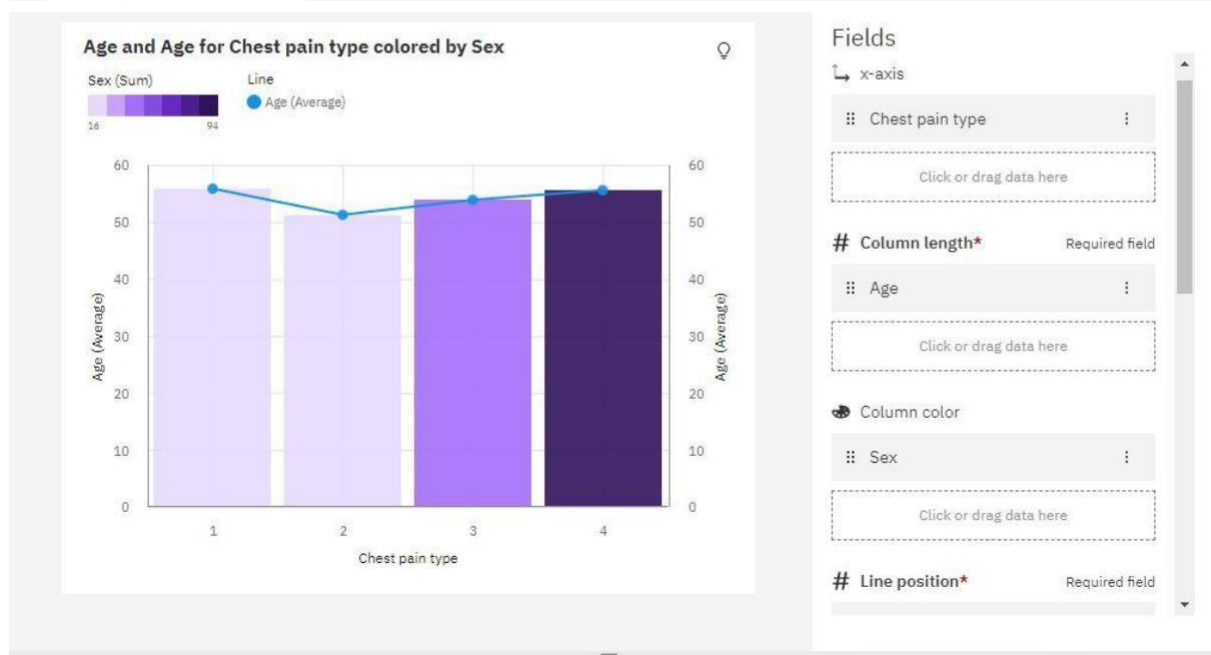 Age and Age for Chest pain type colored by Sex
Sex (Sum)
16 94
Line
Age (Average)
60
50
40
30
20
10
0
Age (Average)
60
50
40
30
20
10
0
Age (Average)
1 2 3 4
Chest pain type
Fields
x-axis
Chest pain type
Click or drag data here
# Column length* Required field
Age
Click or drag data here
Column color
Sex
Click or drag data here
# Line position* Required field